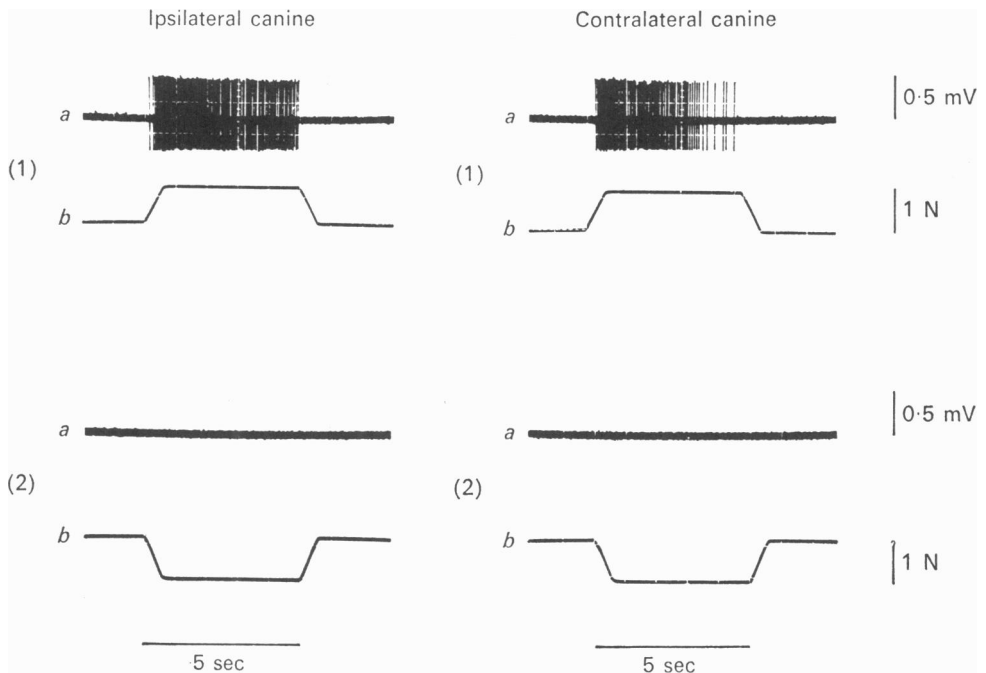 Ipsilateral canine
Contralateral canine
a
a
0·5 mV
(1)
(1)
b
b
1 N
a
a
0·5 mV
(2)
(2)
b
b
1 N
·5 sec
5 sec